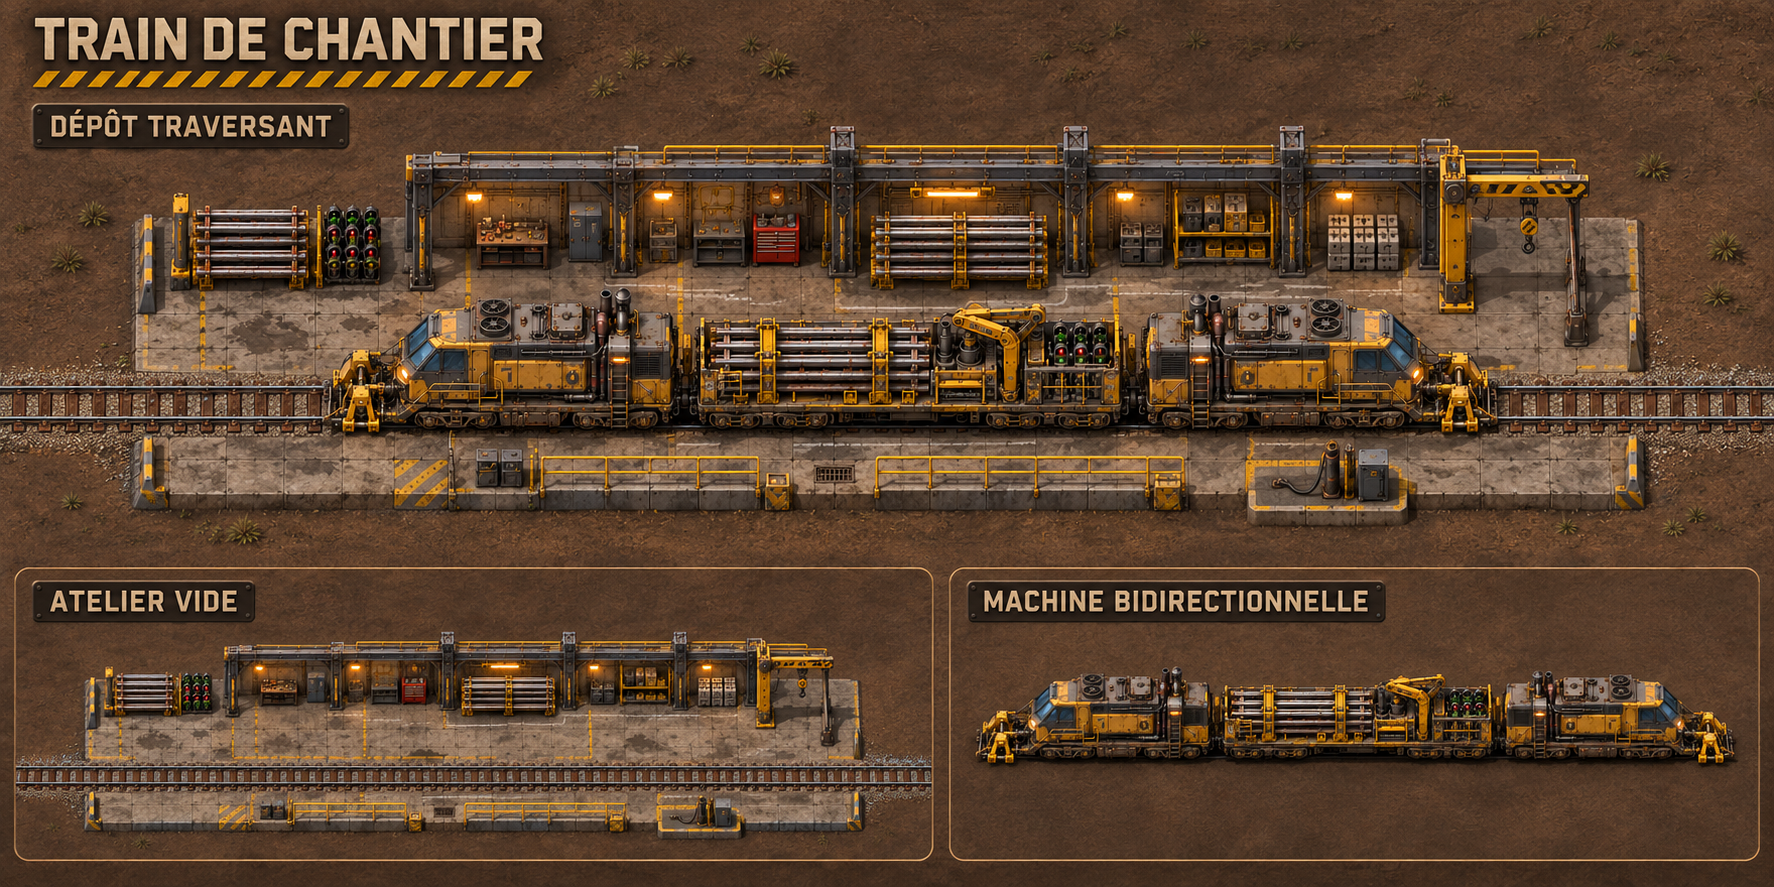 TRAIN DE CHANTIER
DÉPÔT TRAVERSANT
ATELIER VIDE
MACHINE BIDIRECTIONNELLE